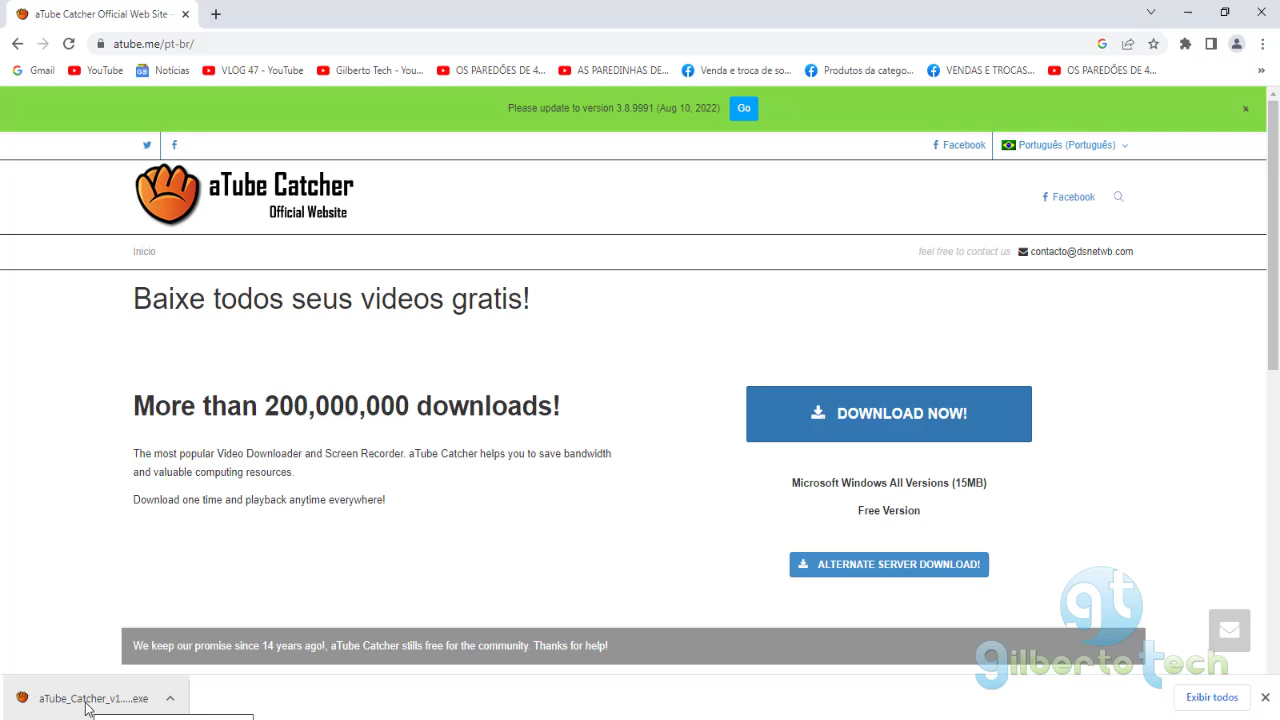 aTube Catcher Official Web Site -
atube.me/pt-br/
Gmail
YouTube
Notícias
VLOG 47 - YouTube
Gilberto Tech - You...
OS PAREDÕES DE 4...
AS PAREDINHAS DE...
Venda e troca de so...
Produtos da catego...
VENDAS E TROCAS...
OS PAREDÕES DE 4...
»
Please update to version 3.8.9991 (Aug 10, 2022)
Go
x
Facebook
Português (Português)
aTube Catcher
Official Website
Facebook
Inicio
feel free to contact us
contacto@dsnetwb.com
Baixe todos seus videos gratis!
More than 200,000,000 downloads!
DOWNLOAD NOW!
The most popular Video Downloader and Screen Recorder. aTube Catcher helps you to save bandwidth
and valuable computing resources.
Microsoft Windows All Versions (15MB)
Download one time and playback anytime everywhere!
Free Version
ALTERNATE SERVER DOWNLOAD!
gt
We keep our promise since 14 years ago!, aTube Catcher stills free for the community. Thanks for help!
gilberto tech
aTube_Catcher_v1.....exe
Exibir todos